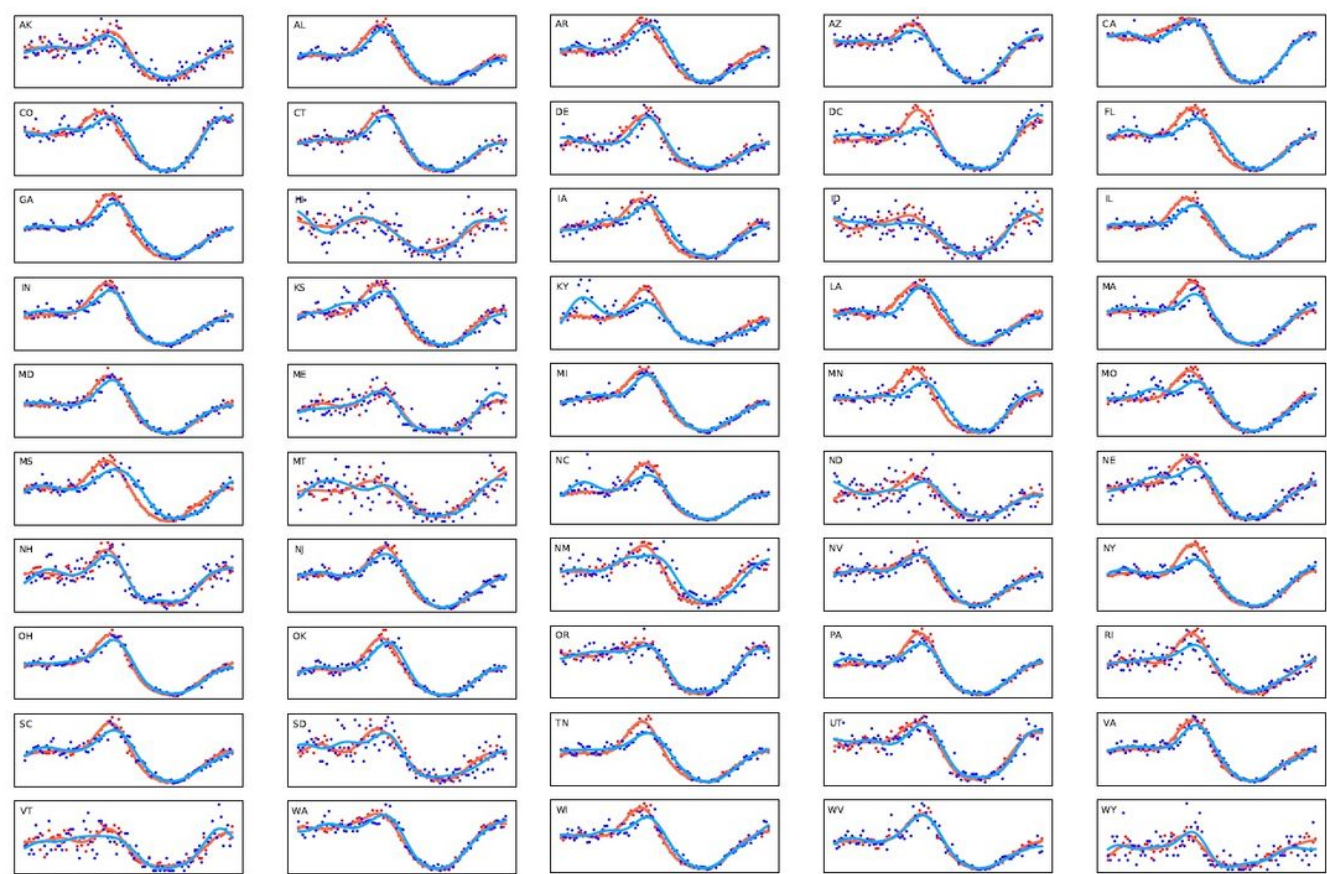 AK AL AR AZ CA
CO CT DE DC FL
GA HI IA ID IL
IN KS KY LA MA
MD ME MI MN MO
MS MT NC ND NE
NH NJ NM NV NY
OH OK OR PA RI
SC SD TN UT VA
VT WA WI WV WY